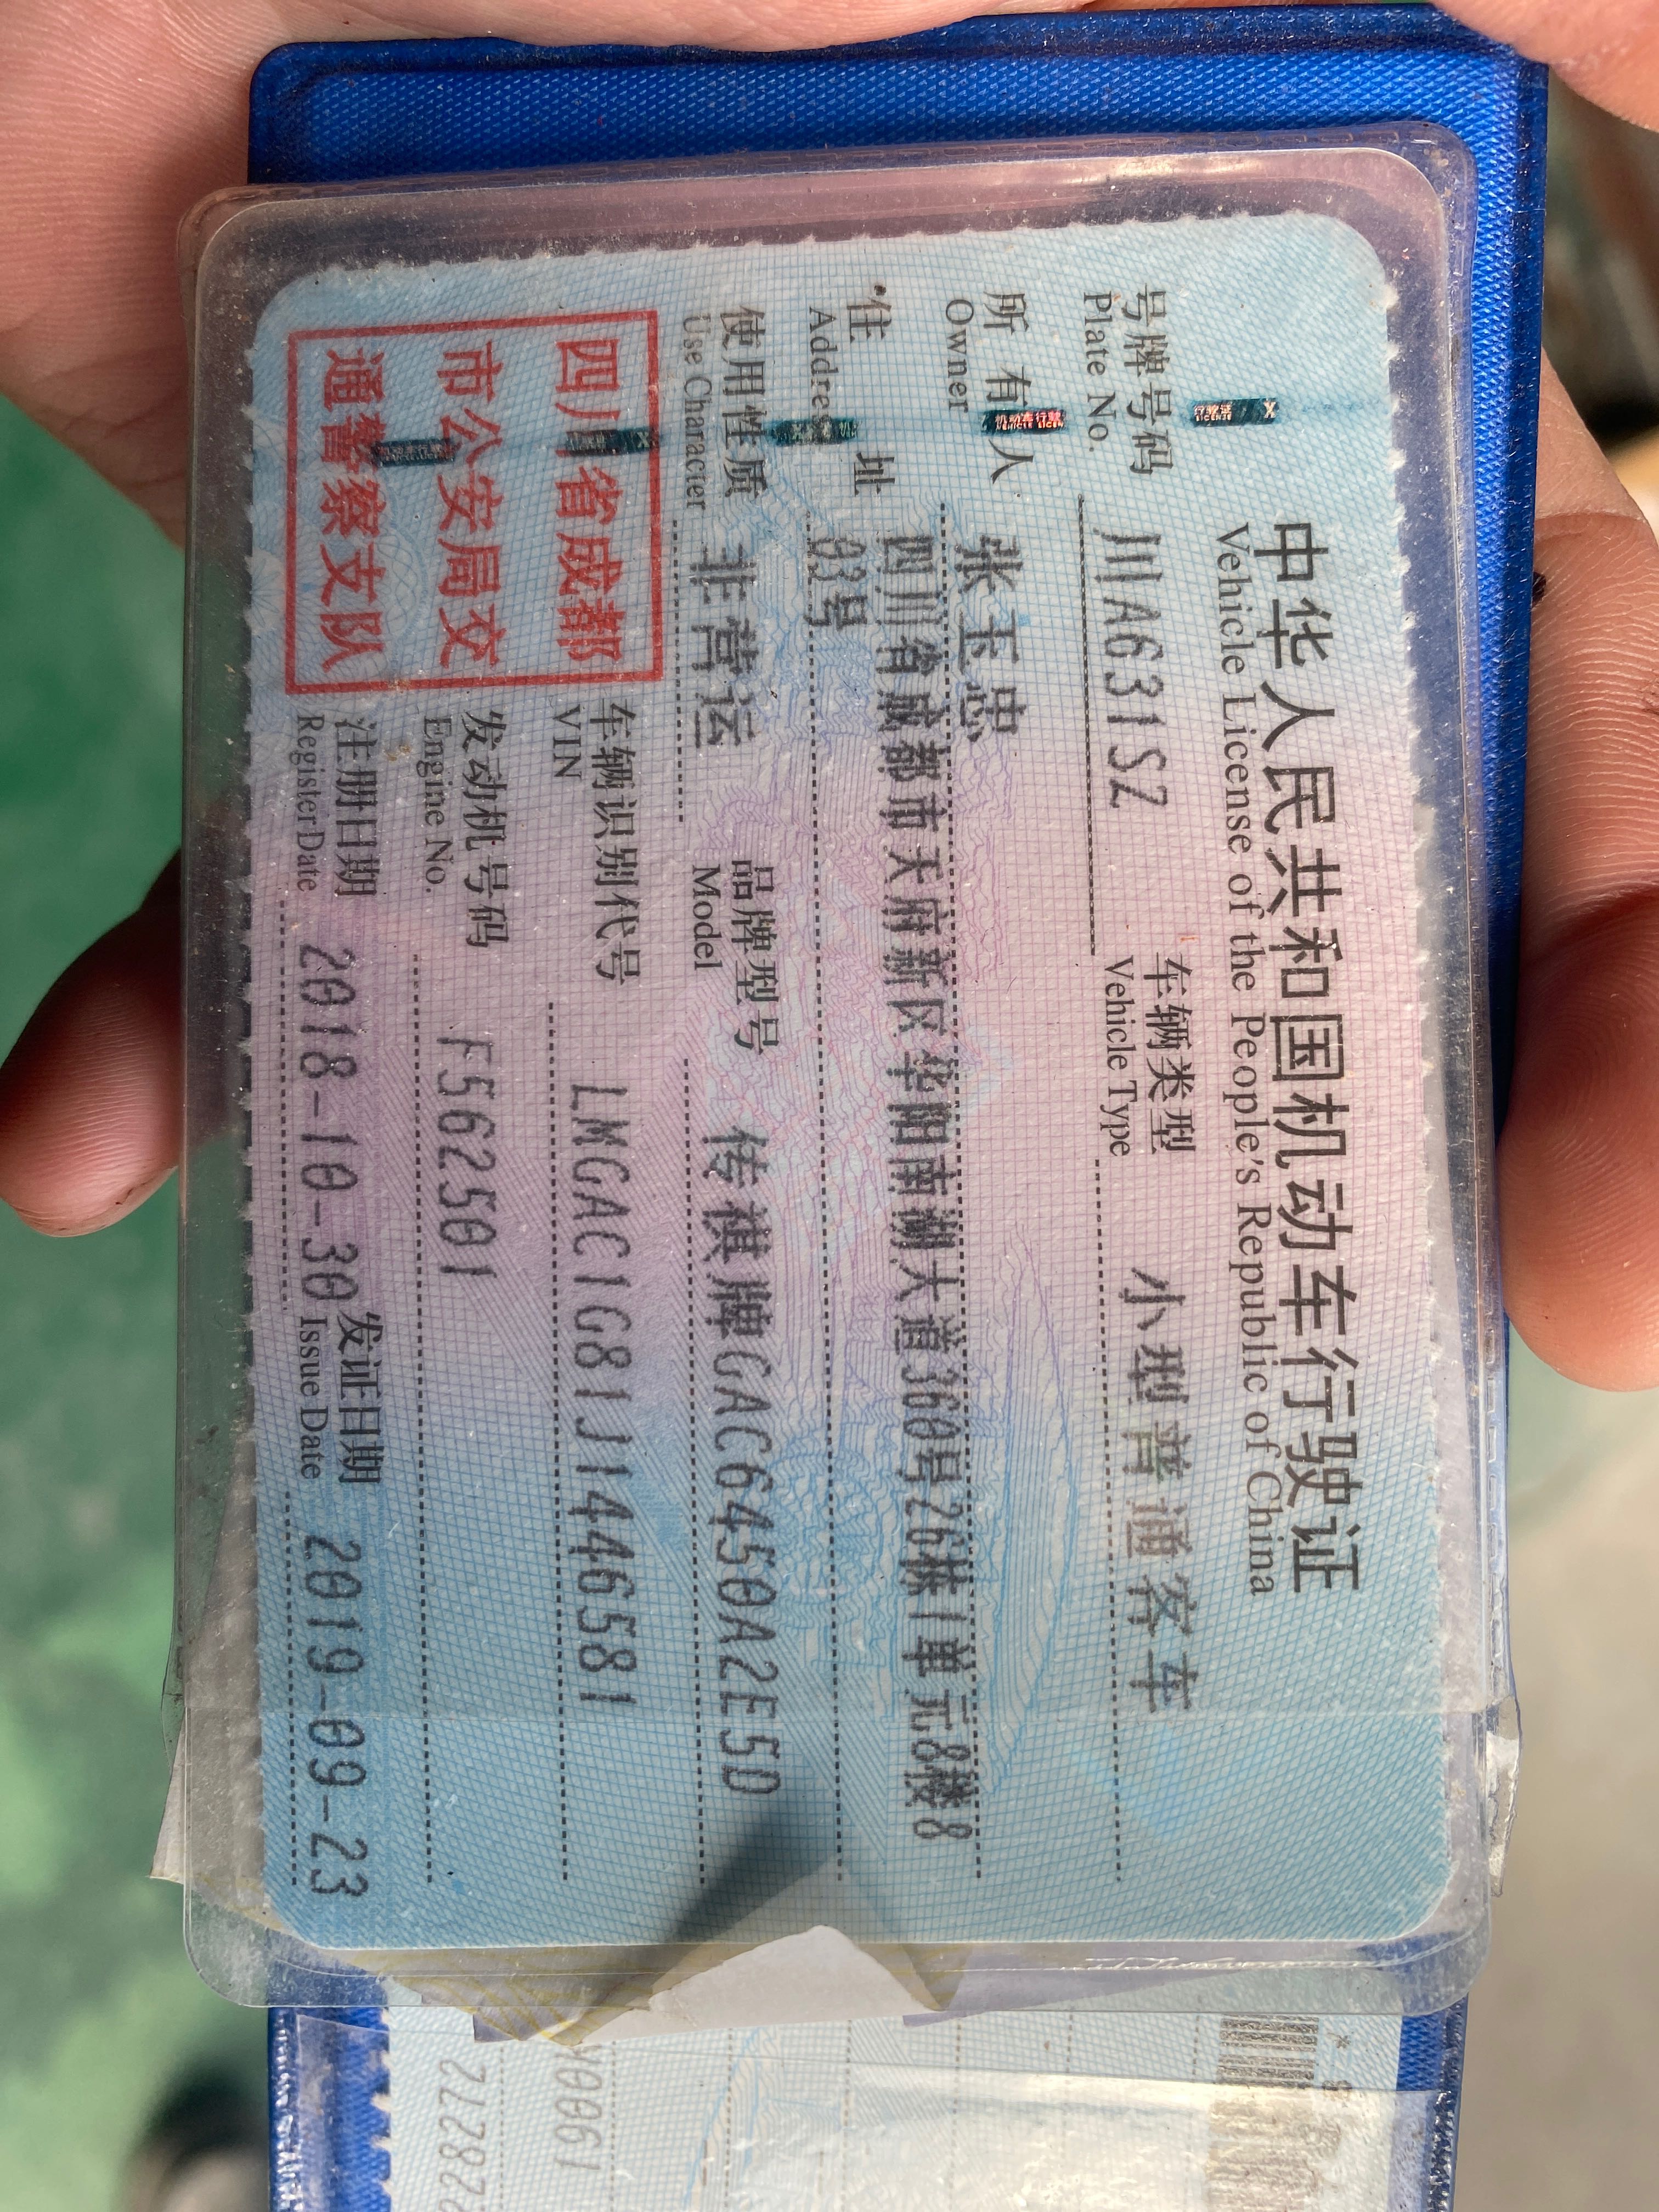 中华人民共和国机动车行驶证
Vehicle License of the People's Republic of China
号牌号码 川A631SZ 车辆类型 小型普通客车
Plate No. Vehicle Type
所有人 张玉忠
Owner
住址 四川省成都市天府新区华阳南湖大道360号26栋1单元8楼8
Address 03号
使用性质 非营运 品牌型号 传祺牌GAC6450A2E5D
Use Character Model
四川省成都
市公安局交
通警察支队
车辆识别代号 LMGAC1G81J1446581
VIN
发动机号码 F562501
Engine No.
注册日期 2018-10-30 发证日期 2019-09-23
Register Date Issue Date